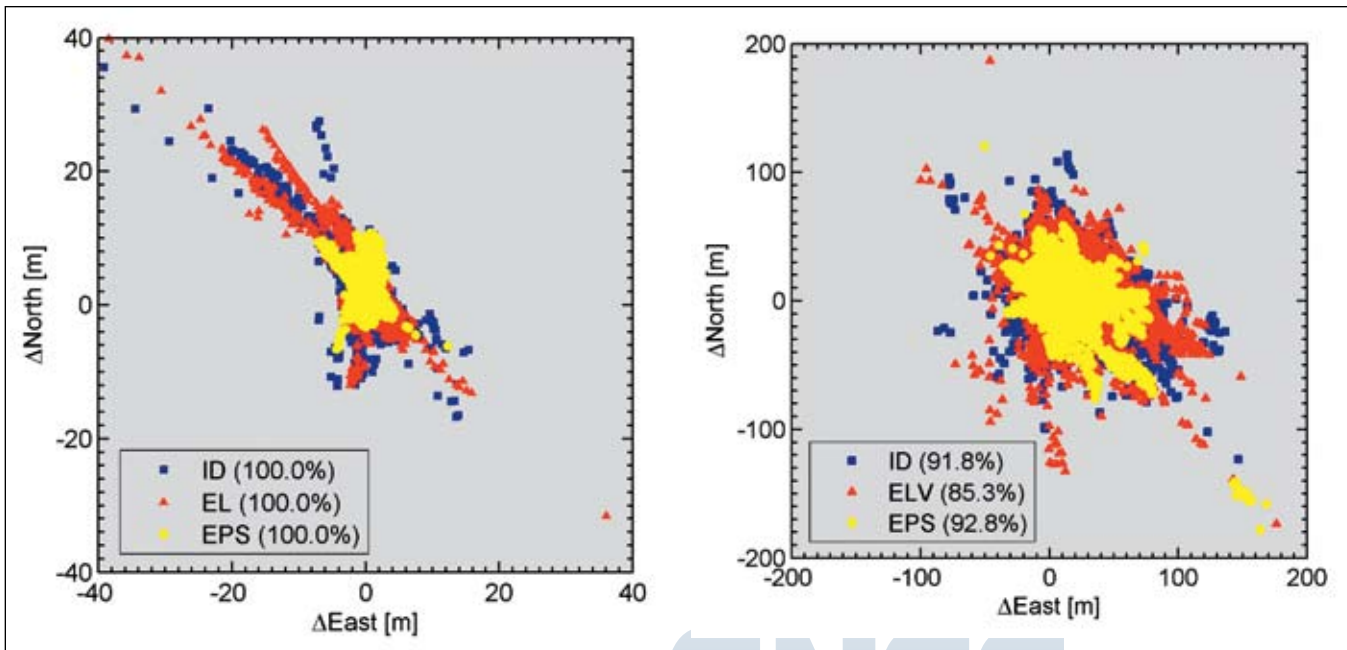 40
20
0
-20
-40
-40
-20
0
20
40
ΔNorth [m]
ΔEast [m]
ID (100.0%)
EL (100.0%)
EPS (100.0%)
200
100
0
-100
-200
-200
-100
0
100
200
ΔNorth [m]
ΔEast [m]
ID (91.8%)
ELV (85.3%)
EPS (92.8%)